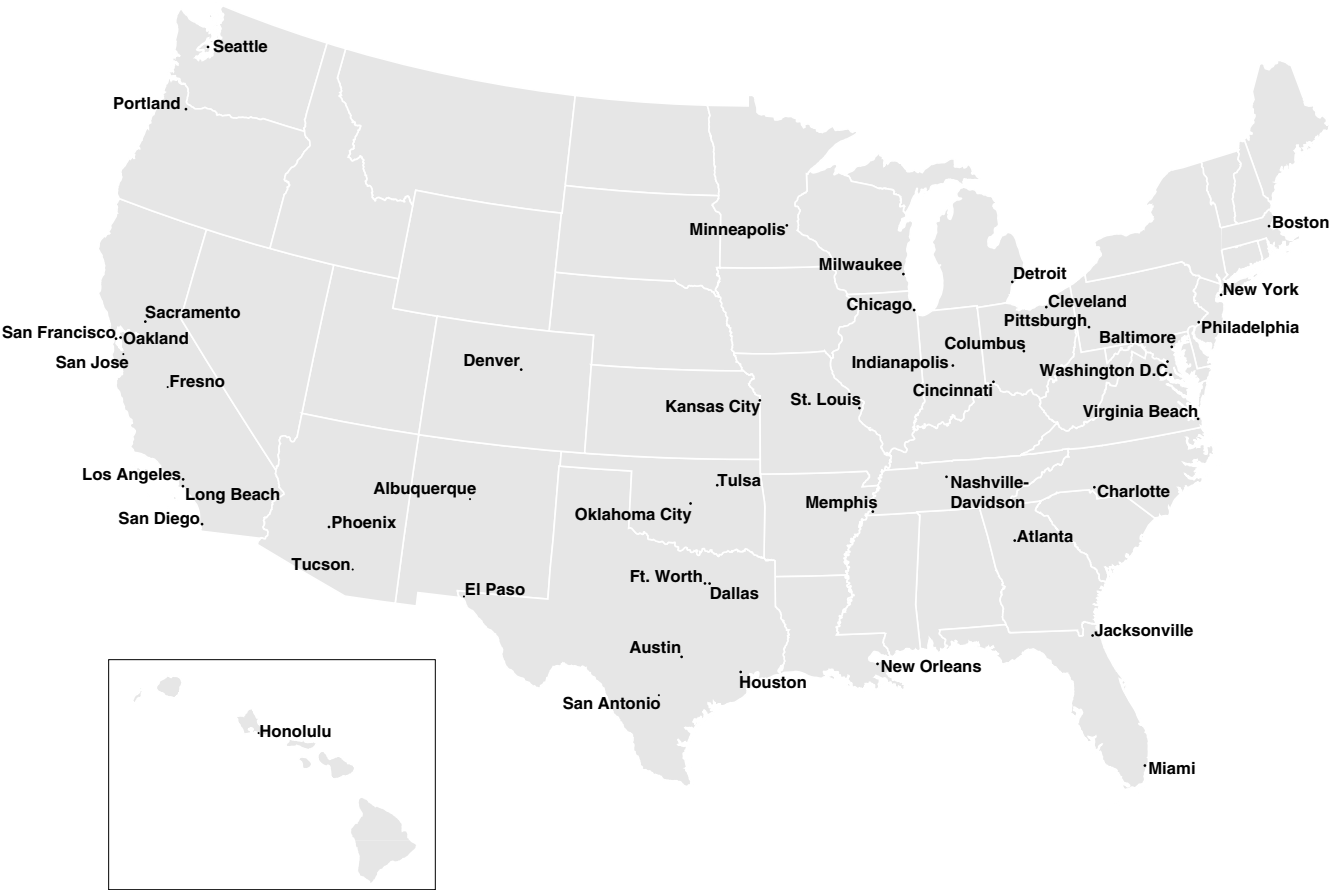 Seattle
Portland
Minneapolis
Boston
Milwaukee
Detroit
New York
Chicago
Cleveland
Sacramento
Pittsburgh
Philadelphia
San Francisco
Oakland
Baltimore
Columbus
San Jose
Denver
Indianapolis
Washington D.C.
Fresno
Cincinnati
Kansas City
St. Louis
Virginia Beach
Los Angeles
Long Beach
Albuquerque
Tulsa
Nashville-
Davidson
Charlotte
Memphis
San Diego
Phoenix
Oklahoma City
Atlanta
Tucson
Ft. Worth
Dallas
El Paso
Jacksonville
Austin
New Orleans
Houston
San Antonio
Honolulu
Miami